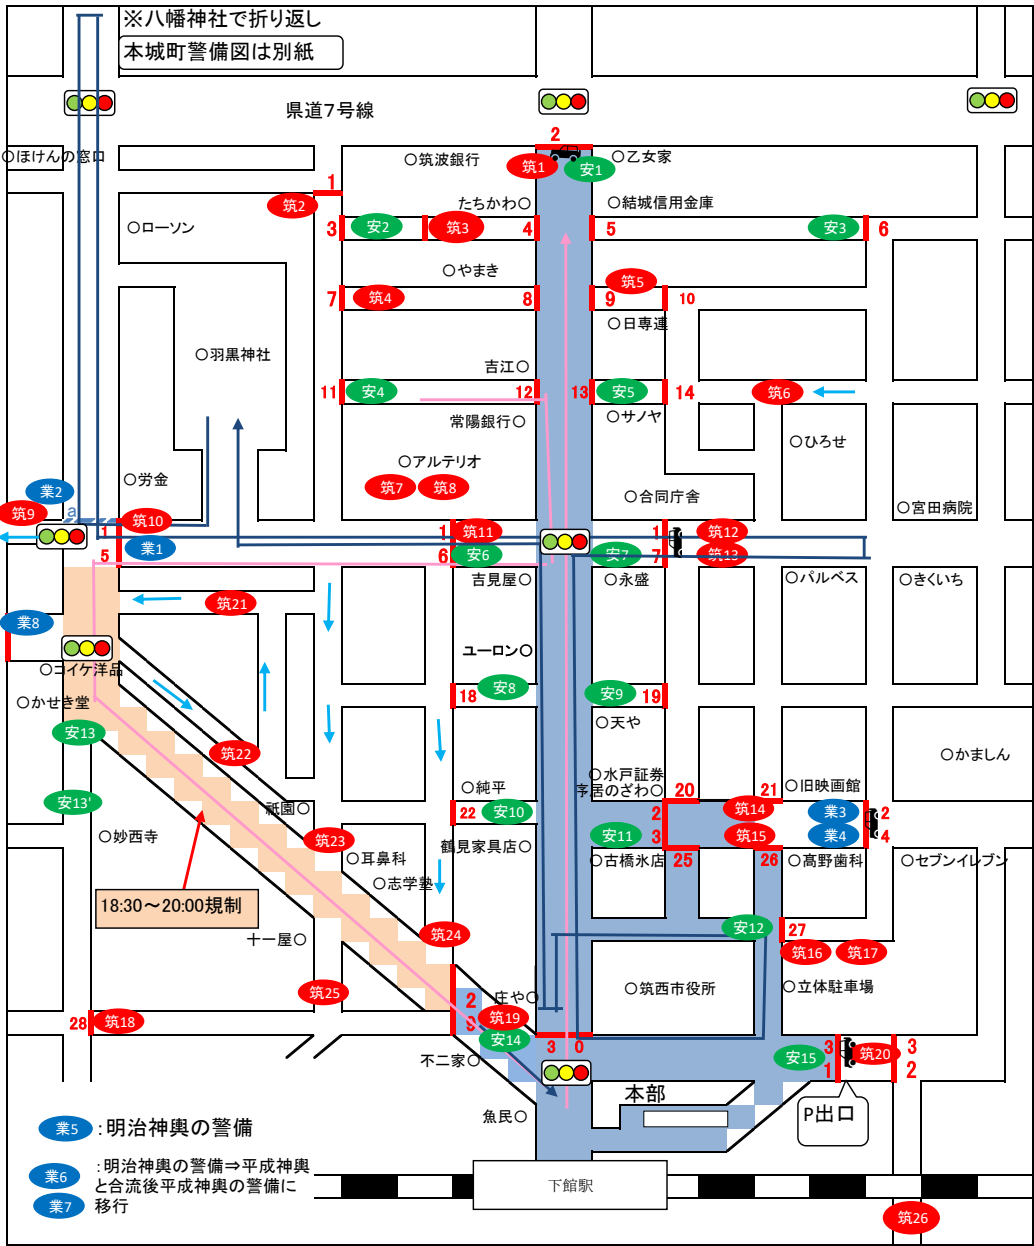 ※八幡神社で折り返し
本城町警備図は別紙
県道7号線
○ほけんの窓口
○筑波銀行
2
筑1
安1
○乙女家
1
筑2
たちかわ○
○結城信用金庫
○ローソン
3
安2
筑3
4
5
安3
6
○やまき
筑5
7
筑4
8
9
10
○日専連
○羽黒神社
吉江○
11
安4
12
13
安5
14
筑6
常陽銀行○
○サノヤ
○ひろせ
○アルテリオ
○労金
筑7
筑8
業2
○合同庁舎
○宮田病院
筑9
a
筑10
1
業1
5
1
筑11
6
安6
安7
1
筑12
7
筑13
吉見屋○
○永盛
○パルベス
○きくいち
筑21
業8
ユーロン○
○コイケ洋品
○かせき堂
18
安8
安9
19
安13
筑22
○天や
○かましん
○水戸証券
○純平
亨居のざわ○
20
21
○旧映画館
安13'
祇園○
22
安10
2
筑14
業3
2
○妙西寺
筑23
鶴見家具店○
安11
3
筑15
業4
4
○耳鼻科
○古橋氷店
25
26
○髙野歯科
○セブンイレブン
○志学塾
18:30～20:00規制
十一屋○
筑24
安12
27
筑16
筑17
筑25
2
9
庄や○
○筑西市役所
○立体駐車場
28
筑18
筑19
安14
3 0
安15
3
1
筑20
3
2
不二家○
本部
P出口
魚民○
業5
:明治神輿の警備
業6
業7
:明治神輿の警備⇒平成神輿
と合流後平成神輿の警備に
移行
下館駅
筑26